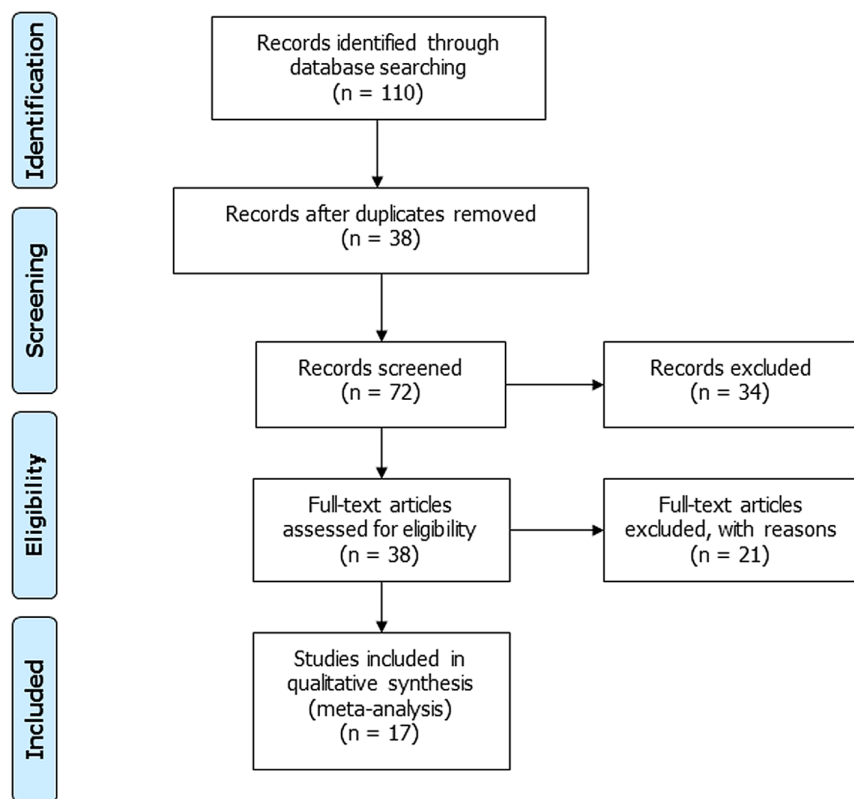 Identification
Records identified through
database searching
(n = 110)
Records after duplicates removed
(n = 38)
Screening
Records screened
(n = 72)
Records excluded
(n = 34)
Eligibility
Full-text articles
assessed for eligibility
(n = 38)
Full-text articles
excluded, with reasons
(n = 21)
Included
Studies included in
qualitative synthesis
(meta-analysis)
(n = 17)